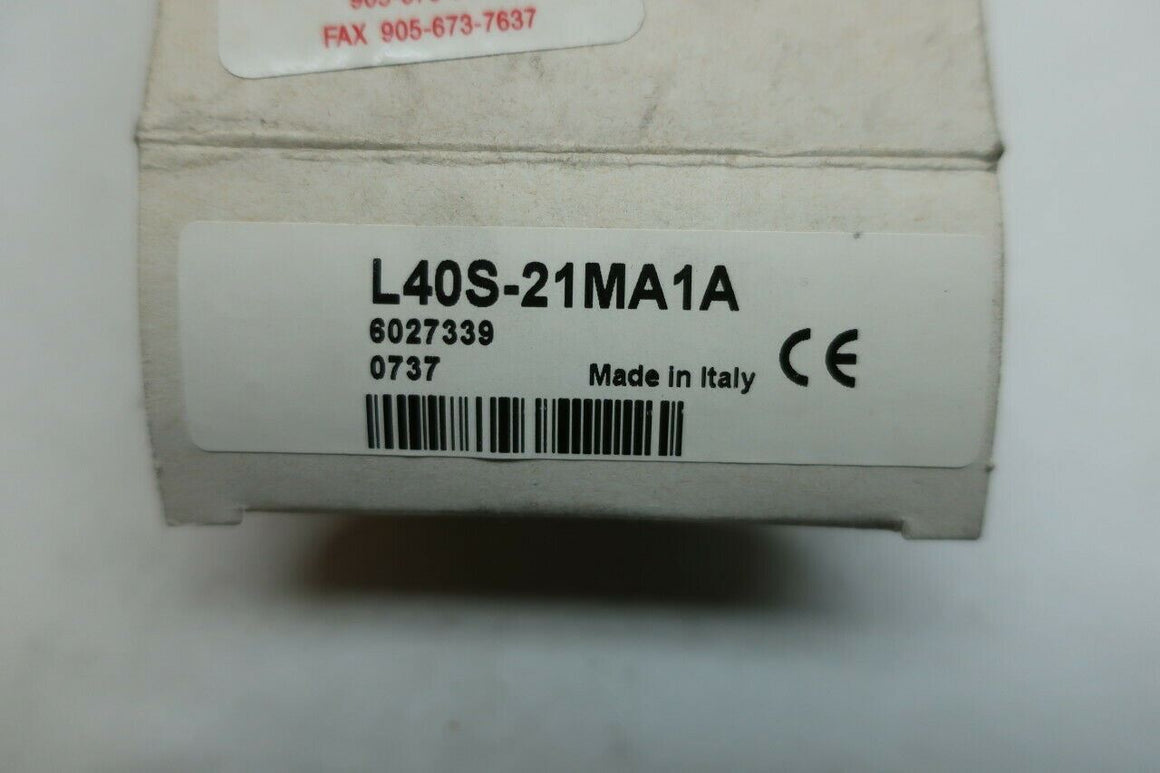 FAX 905-673-7637
L40S-21MA1A
6027339
0737
Made in Italy
CE